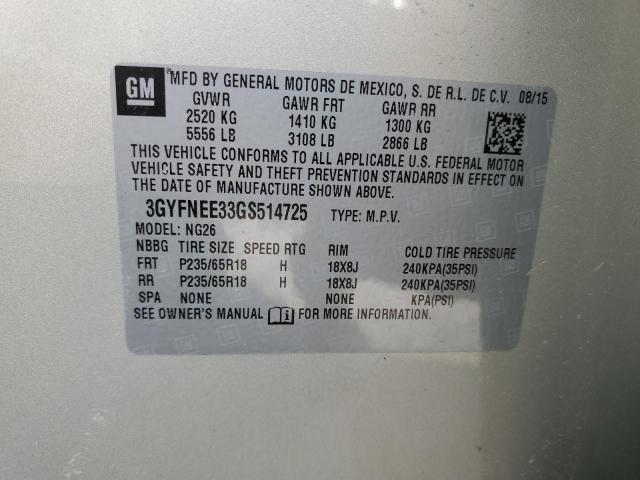 GM MFD BY GENERAL MOTORS DE MEXICO, S. DE R.L. DE C.V. 08/15
GVWR GAWR FRT GAWR RR
2520 KG 1410 KG 1300 KG
5556 LB 3108 LB 2866 LB
THIS VEHICLE CONFORMS TO ALL APPLICABLE U.S. FEDERAL MOTOR
VEHICLE SAFETY AND THEFT PREVENTION STANDARDS IN EFFECT ON
THE DATE OF MANUFACTURE SHOWN ABOVE.
3GYFNEE33GS514725 TYPE: M.P.V.
MODEL: NG26
NBBG TIRE SIZE SPEED RTG RIM COLD TIRE PRESSURE
FRT P235/65R18 H 18X8J 240KPA(35PSI)
RR P235/65R18 H 18X8J 240KPA(35PSI)
SPA NONE NONE KPA(PSI)
SEE OWNER'S MANUAL i FOR MORE INFORMATION.